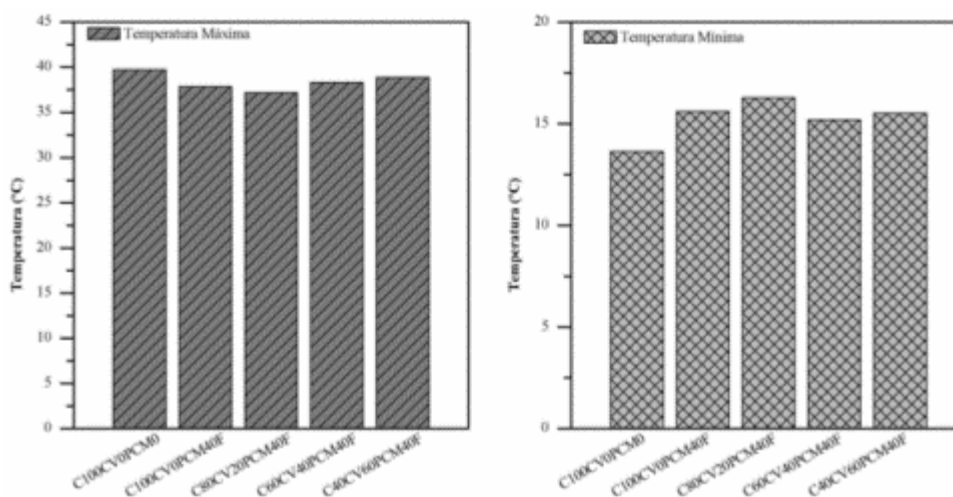 45
40
35
30
25
20
15
10
5
0
Temperatura (°C)
Temperatura Máxima
C100CV0PCM0
C100CV0PCM40F
C80CV20PCM40F
C60CV40PCM40F
C40CV60PCM40F
20
15
10
5
0
Temperatura (°C)
Temperatura Mínima
C100CV0PCM0
C100CV0PCM40F
C80CV20PCM40F
C60CV40PCM40F
C40CV60PCM40F